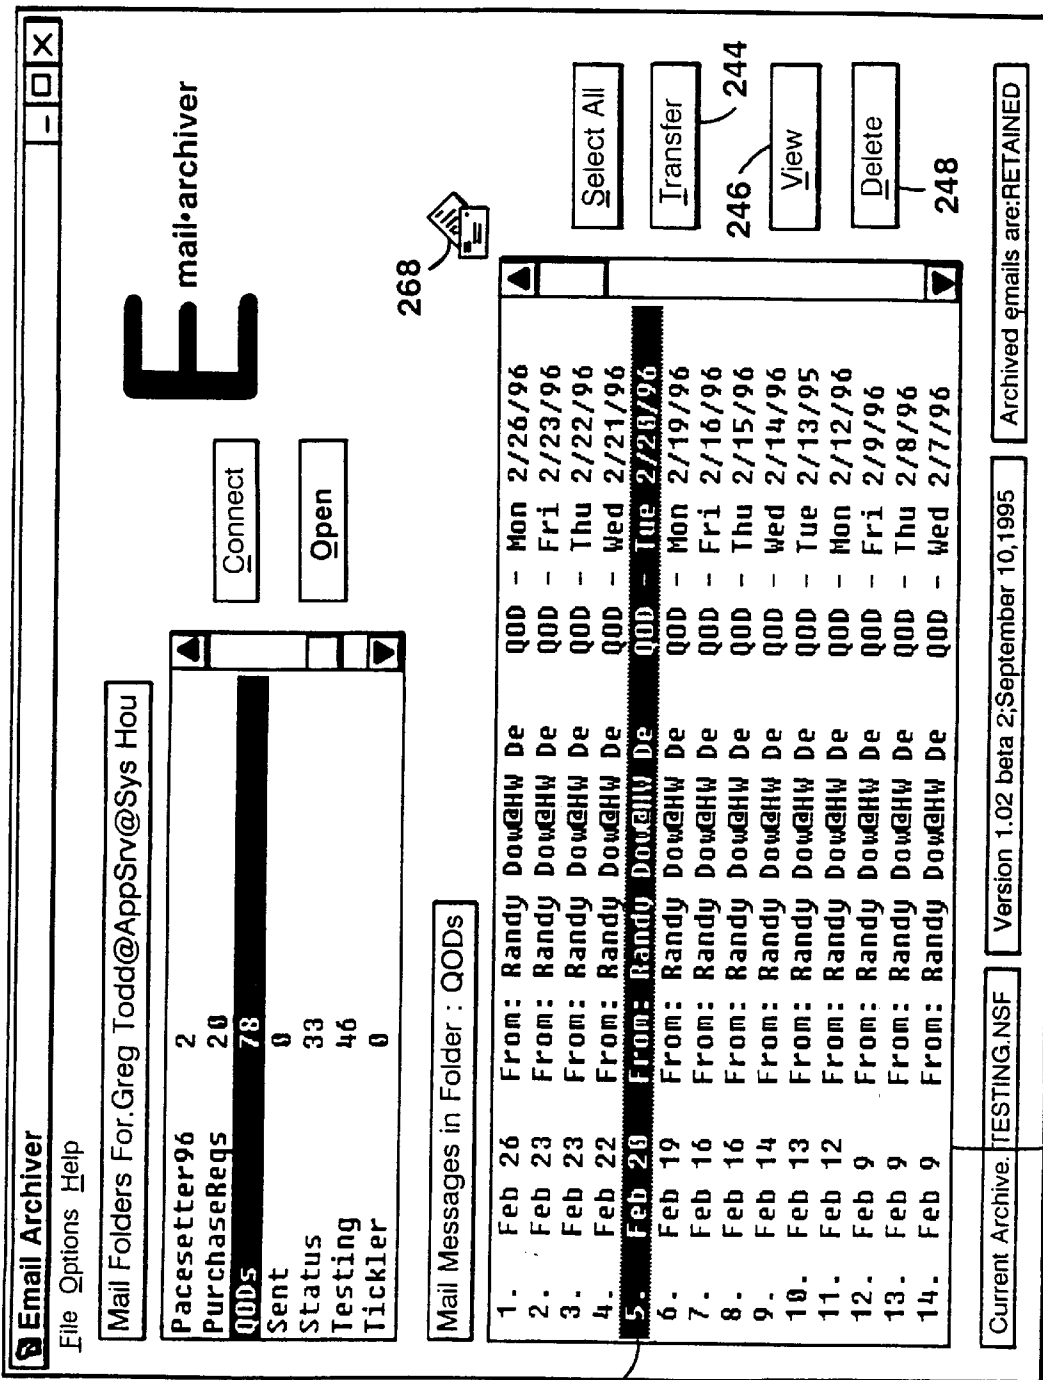 Email Archiver
File Options Help
Mail Folders For.Greg Todd@AppSrv@Sys Hou
Pacesetter96 2
PurchaseReqs 20
QODs 78
Sent 0
Status 33
Testing 46
Tickler 0
Connect
Open
E mail•archiver
268
Mail Messages in Folder : QODs
1. Feb 26 From: Randy Dow@HW De QOD - Mon 2/26/96
2. Feb 23 From: Randy Dow@HW De QOD - Fri 2/23/96
3. Feb 23 From: Randy Dow@HW De QOD - Thu 2/22/96
4. Feb 22 From: Randy Dow@HW De QOD - Wed 2/21/96
5. Feb 20 From: Randy Dow@HW De QOD - Tue 2/20/96
6. Feb 19 From: Randy Dow@HW De QOD - Mon 2/19/96
7. Feb 16 From: Randy Dow@HW De QOD - Fri 2/16/96
8. Feb 16 From: Randy Dow@HW De QOD - Thu 2/15/96
9. Feb 14 From: Randy Dow@HW De QOD - Wed 2/14/96
10. Feb 13 From: Randy Dow@HW De QOD - Tue 2/13/95
11. Feb 12 From: Randy Dow@HW De QOD - Mon 2/12/96
12. Feb 9 From: Randy Dow@HW De QOD - Fri 2/9/96
13. Feb 9 From: Randy Dow@HW De QOD - Thu 2/8/96
14. Feb 9 From: Randy Dow@HW De QOD - Wed 2/7/96
Select All
Transfer
244
246
View
Delete
248
Current Archive. TESTING.NSF
Version 1.02 beta 2;September 10,1995
Archived emails are:RETAINED